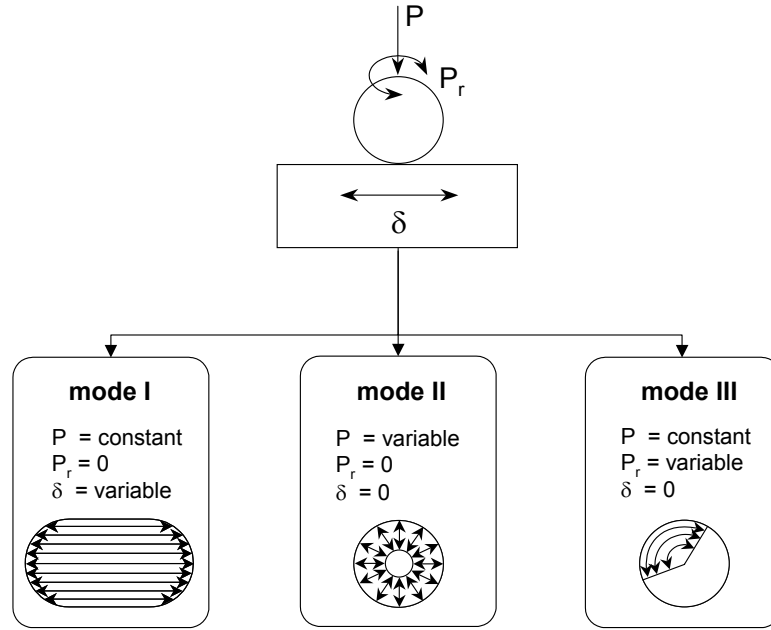 P
Pr
δ
mode I
P = constant
Pr = 0
δ = variable
mode II
P = variable
Pr = 0
δ = 0
mode III
P = constant
Pr = variable
δ = 0